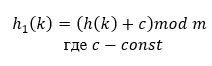 h₁(k) = (h(k) + c)mod m
где c − const